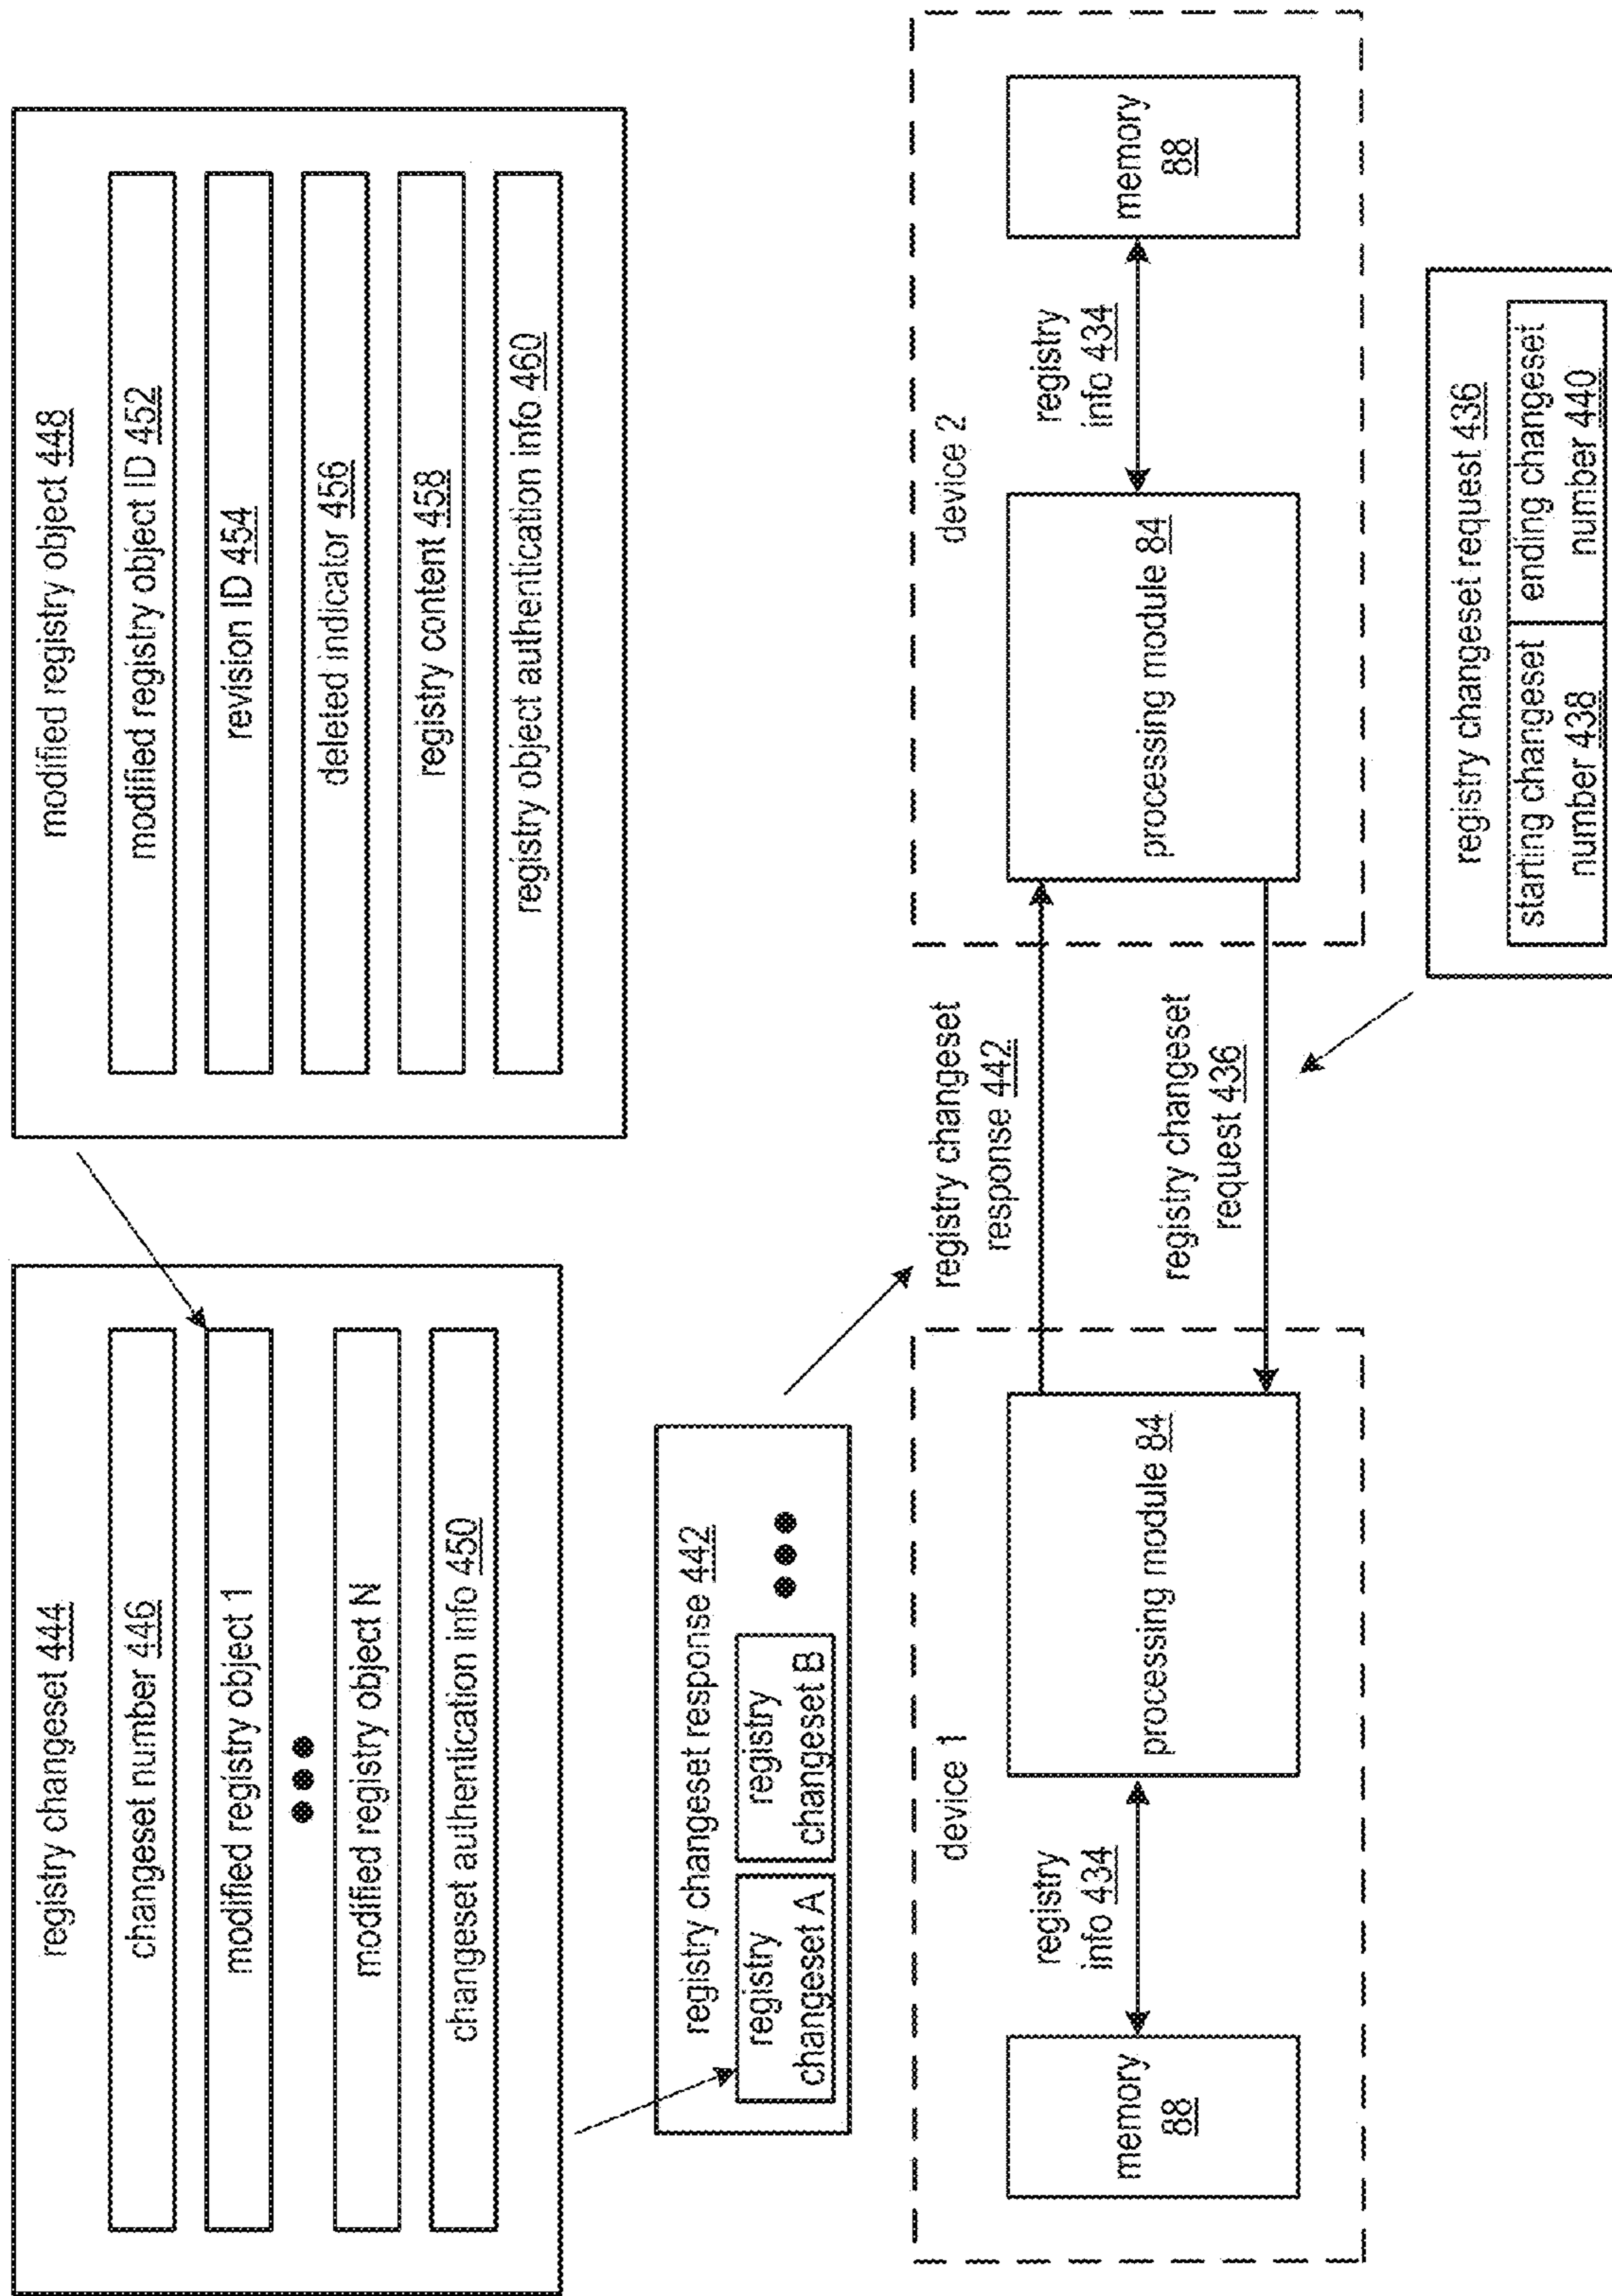 registry changeset 444
changeset number 446
modified registry object 1
modified registry object N
changeset authentication info 450
modified registry object 448
modified registry object ID 452
revision ID 454
deleted indicator 456
registry content 458
registry object authentication info 460
registry changeset response 442
registry
changeset A
registry
changeset B
registry changeset
response 442
registry changeset
request 436
device 1
memory
88
registry
info 434
processing module 84
device 2
processing module 84
registry
info 434
memory
88
registry changeset request 436
starting changeset
number 438
ending changeset
number 440